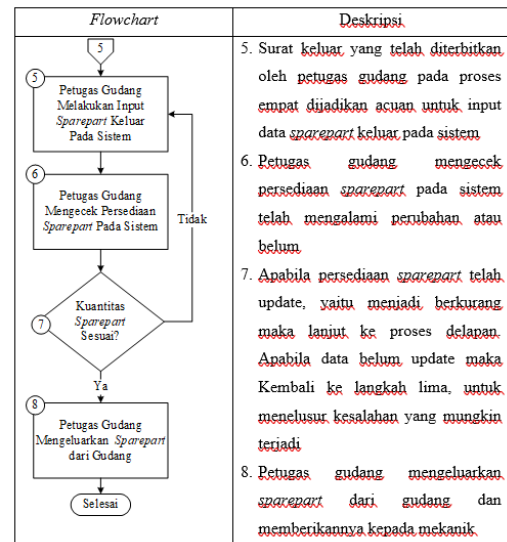 Flowchart
Deskripsi
5
5
Petugas Gudang
Melakukan Input
Sparepart Keluar
Pada Sistem
6
Petugas Gudang
Mengecek Persediaan
Sparepart Pada Sistem
Tidak
7
Kuantitas
Sparepart
Sesuai?
Ya
8
Petugas Gudang
Mengeluarkan Sparepart
dari Gudang
Selesai
5. Surat keluar yang telah diterbitkan
oleh petugas gudang pada proses
empat dijadikan acuan untuk input
data sparepart keluar pada sistem
6. Petugas gudang mengecek
persediaan sparepart pada sistem
telah mengalami perubahan atau
belum
7. Apabila persediaan sparepart telah
update, yaitu menjadi berkurang
maka lanjut ke proses delapan.
Apabila data belum update maka
Kembali ke langkah lima, untuk
menelusur kesalahan yang mungkin
terjadi
8. Petugas gudang mengeluarkan
sparepart dari gudang dan
memberikannya kepada mekanik